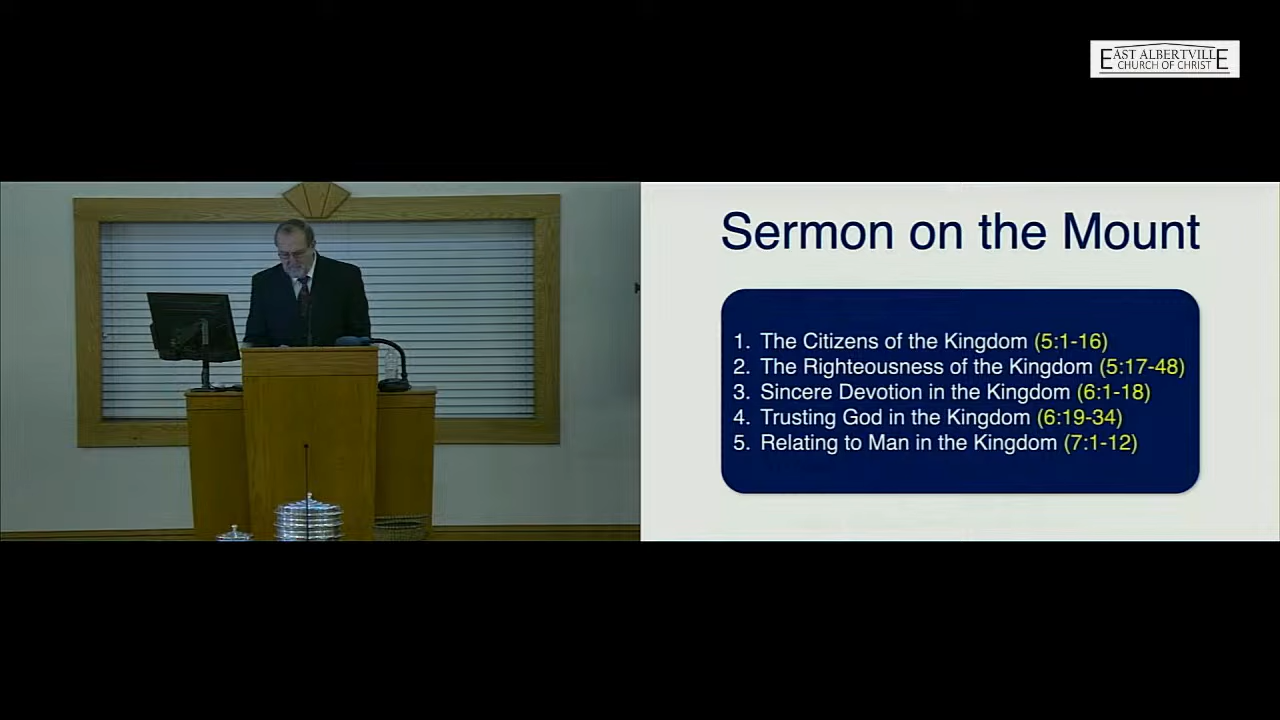 EAST ALBERTVILLE
CHURCH OF CHRIST
Sermon on the Mount
1. The Citizens of the Kingdom (5:1-16)
2. The Righteousness of the Kingdom (5:17-48)
3. Sincere Devotion in the Kingdom (6:1-18)
4. Trusting God in the Kingdom (6:19-34)
5. Relating to Man in the Kingdom (7:1-12)